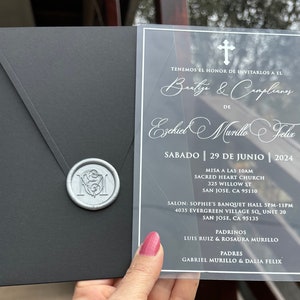 TENEMOS EL HONOR DE INVITARLOS A EL
Bautizo & Cumpleaños
DE
Ezekiel Murillo Felix
SABADO | 29 DE JUNIO | 2024
MISA A LAS 10AM
SACRED HEART CHURCH
325 WILLOW ST.
SAN JOSE, CA 95110
SALON: SOPHIE'S BANQUET HALL 5PM-11PM
4035 EVERGREEN VILLAGE SQ, UNIT 20
SAN JOSE, CA 95135
PADRINOS
LUIS RUIZ & ROSAURA MURILLO
PADRES
GABRIEL MURILLO & DALIA FELIX